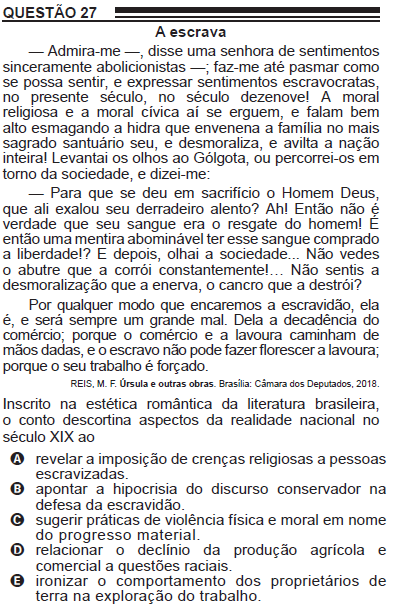 QUESTÃO 27
A escrava
— Admira-me —, disse uma senhora de sentimentos
sinceramente abolicionistas —; faz-me até pasmar como
se possa sentir, e expressar sentimentos escravocratas,
no presente século, no século dezenove! A moral
religiosa e a moral cívica aí se erguem, e falam bem
alto esmagando a hidra que envenena a família no mais
sagrado santuário seu, e desmoraliza, e avilta a nação
inteira! Levantai os olhos ao Gólgota, ou percorrei-os em
torno da sociedade, e dizei-me:
— Para que se deu em sacrifício o Homem Deus,
que ali exalou seu derradeiro alento? Ah! Então não é
verdade que seu sangue era o resgate do homem! É
então uma mentira abominável ter esse sangue comprado
a liberdade!? E depois, olhai a sociedade... Não vedes
o abutre que a corrói constantemente!… Não sentis a
desmoralização que a enerva, o cancro que a destrói?
Por qualquer modo que encaremos a escravidão, ela
é, e será sempre um grande mal. Dela a decadência do
comércio; porque o comércio e a lavoura caminham de
mãos dadas, e o escravo não pode fazer florescer a lavoura;
porque o seu trabalho é forçado.
REIS, M. F. Úrsula e outras obras. Brasília: Câmara dos Deputados, 2018.
Inscrito na estética romântica da literatura brasileira,
o conto descortina aspectos da realidade nacional no
século XIX ao
A revelar a imposição de crenças religiosas a pessoas
escravizadas.
B apontar a hipocrisia do discurso conservador na
defesa da escravidão.
C sugerir práticas de violência física e moral em nome
do progresso material.
D relacionar o declínio da produção agrícola e
comercial a questões raciais.
E ironizar o comportamento dos proprietários de
terra na exploração do trabalho.